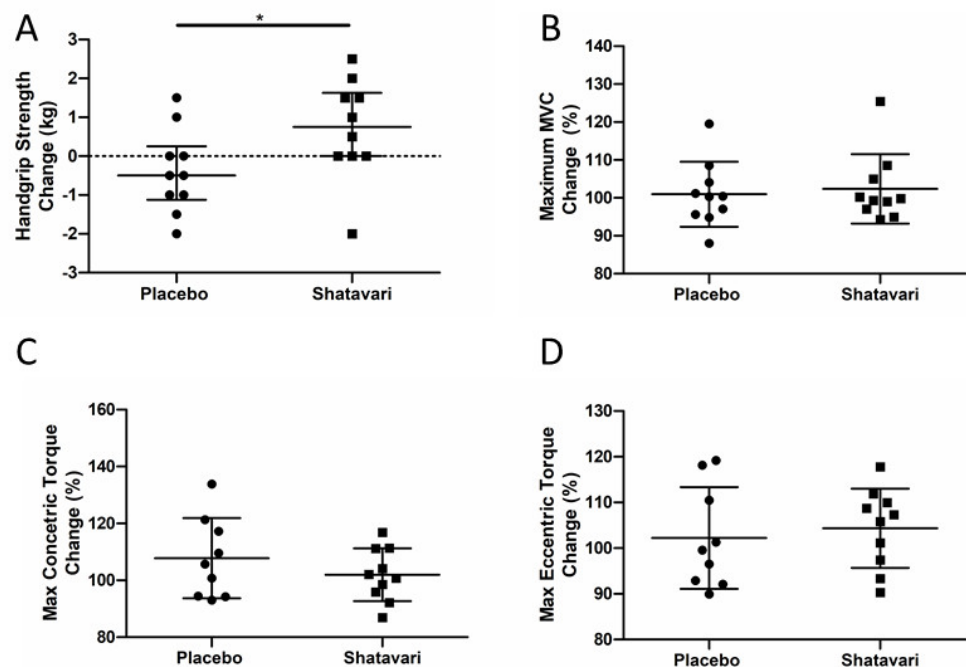 A
*
Handgrip Strength
Change (kg)
3
2
1
0
-1
-2
-3
Placebo
Shatavari
B
Maximum MVC
Change (%)
140
130
120
110
100
90
80
Placebo
Shatavari
C
Max Concetric Torque
Change (%)
160
140
120
100
80
Placebo
Shatavari
D
Max Eccentric Torque
Change (%)
130
120
110
100
90
80
Placebo
Shatavari